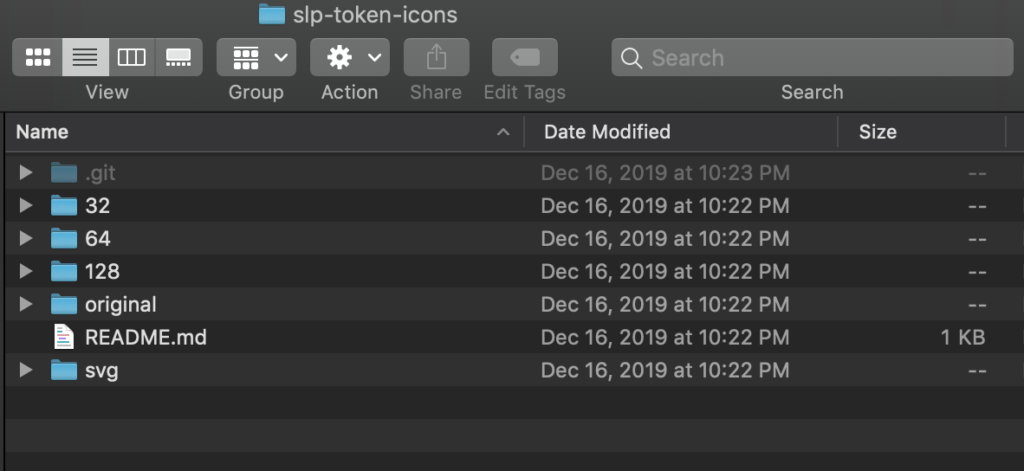 slp-token-icons
View Group Action Share Edit Tags Search
Search
Name Date Modified Size
.git Dec 16, 2019 at 10:23 PM --
32 Dec 16, 2019 at 10:22 PM --
64 Dec 16, 2019 at 10:22 PM --
128 Dec 16, 2019 at 10:22 PM --
original Dec 16, 2019 at 10:22 PM --
README.md Dec 16, 2019 at 10:22 PM 1 KB
svg Dec 16, 2019 at 10:22 PM --